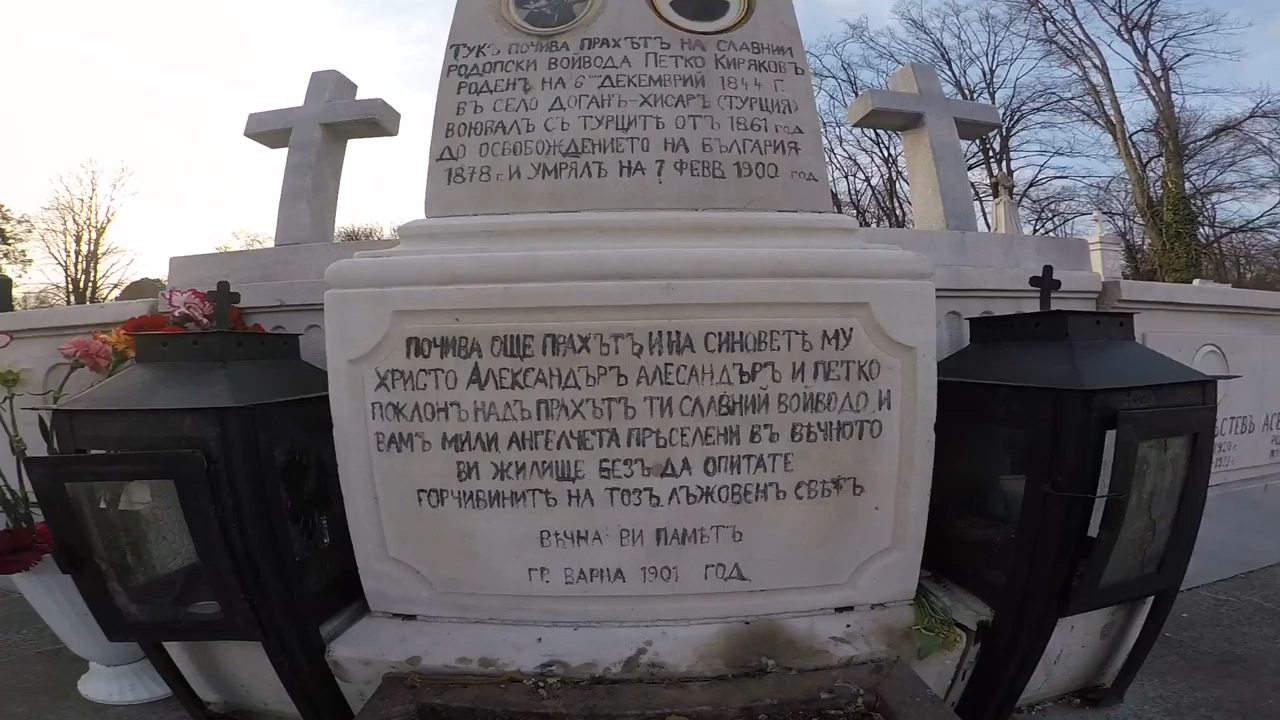 ТУКЪ ПОЧИВА ПРАХЪТЪ НА СЛАВНИИ
РОДОПСКИ ВОЙВОДА ПЕТКО КИРЯКОВЪ
РОДЕНЪ НА 6 ДЕКЕМВРИЙ 1844 Г.
ВЪ СЕЛО ДОГАНЪ-ХИСАРЪ (ТУРЦИЯ)
ВОЮВАЛЪ СЪ ТУРЦИТѢ ОТЪ 1861 ГОД
ДО ОСВОБОЖДЕНИЕТО НА БЪЛГАРИЯ
1878 Г. И УМРЯЛЪ НА 7 ФЕВВ. 1900 ГОД
ПОЧИВА ОЩЕ ПРАХЪТЪ И НА СИНОВЕТѢ МУ
ХРИСТО АЛЕКСАНДЪРЪ АЛЕСАНДЪРЪ И ПЕТКО
ПОКЛОНЪ НАДЪ ПРАХЪТЪ ТИ СЛАВНИЙ ВОЙВОДО И
ВАМЪ МИЛИ АНГЕЛЧЕТА ПРѢСЕЛЕНИ ВЪ ВѢЧНОТО
ВИ ЖИЛИЩЕ БЕЗЪ ДА ОПИТАТЕ
ГОРЧИВИНИТѢ НА ТОЗЪ ЛЪЖОВЕНЪ СВѢТЪ
ВѢЧНА ВИ ПАМѢТЪ
ГР. ВАРНА 1901 ГОД